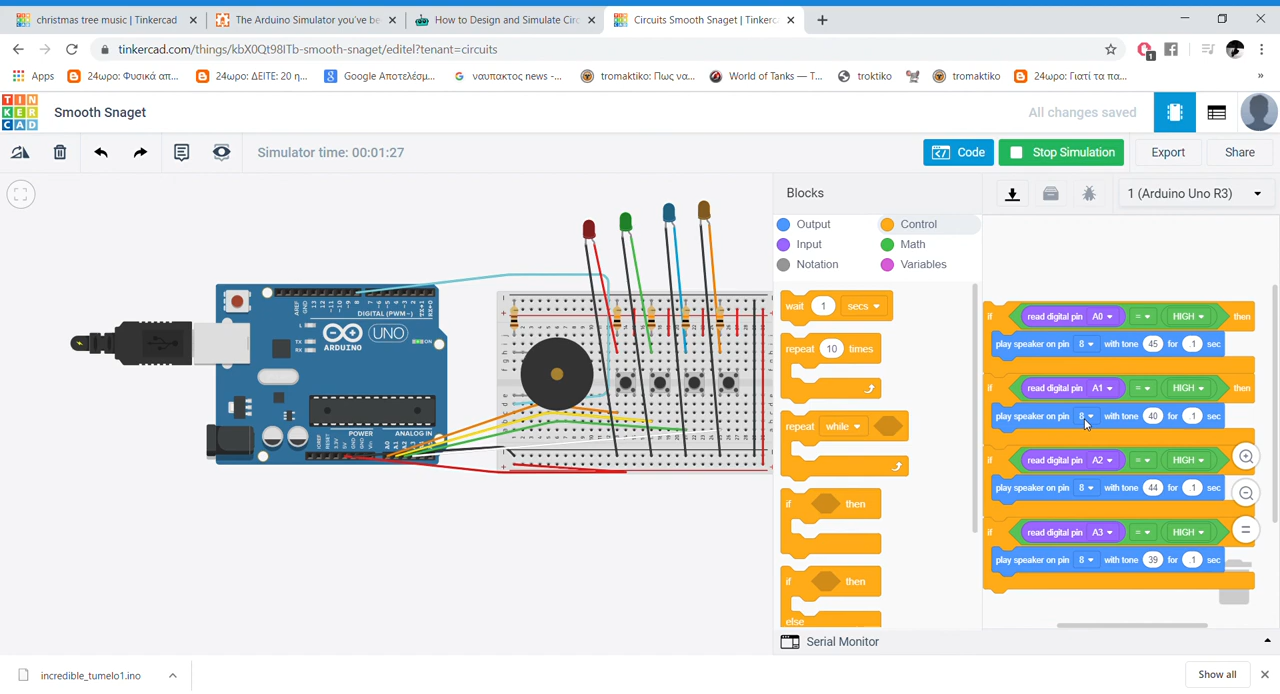 christmas tree music | Tinkercad
The Arduino Simulator you've be
How to Design and Simulate Circ
Circuits Smooth Snaget | Tinkerc
tinkercad.com/things/kbX0Qt98ITb-smooth-snaget/editel?tenant=circuits
Apps
24ωρο: Φυσικά απ...
24ωρο: ΔΕΙΤΕ: 20 η...
Google Αποτελέσμ...
ναυπακτος news -...
tromaktiko: Πως να...
World of Tanks — T...
troktiko
tromaktiko
24ωρο: Γιατί τα πα...
»
TIN
KER
CAD
Smooth Snaget
All changes saved
Simulator time: 00:01:27
Code
Stop Simulation
Export
Share
Blocks
1 (Arduino Uno R3)
Output
Control
Input
Math
Notation
Variables
wait 1 secs
repeat 10 times
repeat while
if then
if then
else
if read digital pin A0 = HIGH then
play speaker on pin 8 with tone 45 for .1 sec
if read digital pin A1 = HIGH then
play speaker on pin 8 with tone 40 for .1 sec
if read digital pin A2 = HIGH
play speaker on pin 8 with tone 44 for .1 sec
if read digital pin A3 = HIGH
play speaker on pin 8 with tone 39 for .1 sec
DIGITAL (PWM~)
UNO
ARDUINO
ON
POWER
ANALOG IN
Serial Monitor
incredible_tumelo1.ino
Show all